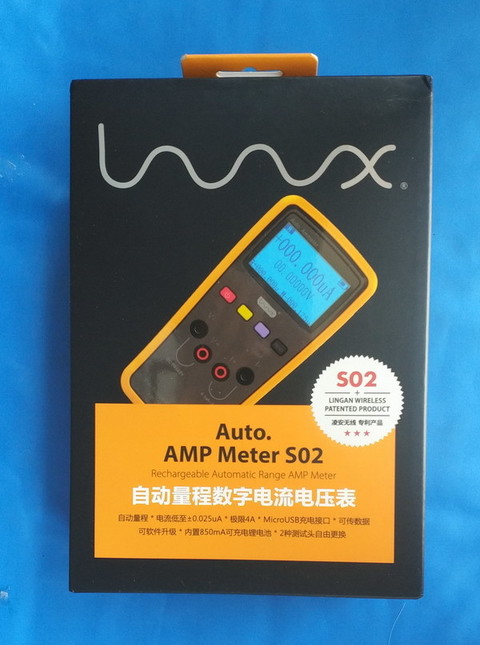 ®
+000.000uA
00.00000V
S02
+
LINGAN WIRELESS
PATENTED PRODUCT
凌安无线 专利产品
★ ★ ★
Auto.
AMP Meter S02
Rechargeable Automatic Range AMP Meter
自动量程数字电流电压表
自动量程 * 电流低至±0.025uA * 极限4A * MicroUSB充电接口 * 可传数据
可软件升级 * 内置850mA可充电锂电池 * 2种测试头自由更换